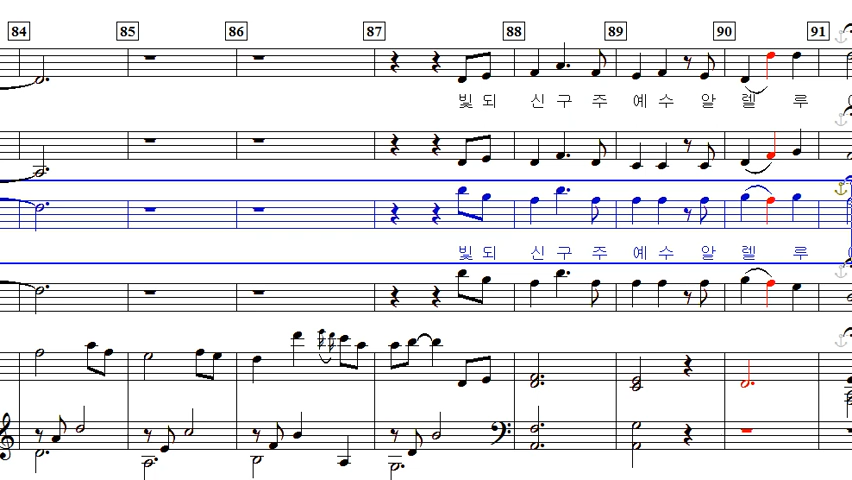 84 85 86 87 88 89 90 91
빛 되 신 구 주 예 수 알 렐 루
빛 되 신 구 주 예 수 알 렐 루